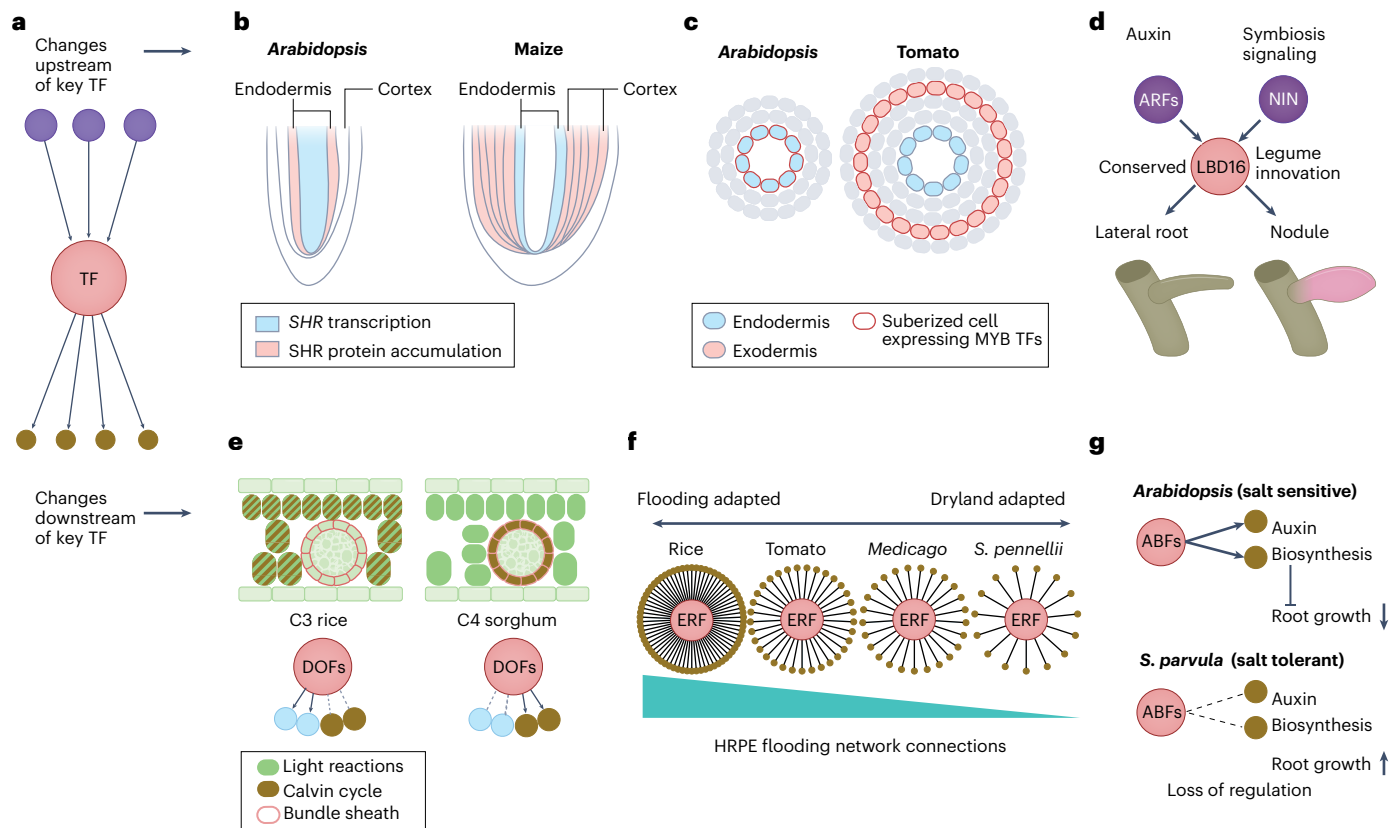 a
Changes
upstream
of key TF
TF
Changes
downstream
of key TF
b
Arabidopsis
Maize
Endodermis
Cortex
Endodermis
Cortex
SHR transcription
SHR protein accumulation
c
Arabidopsis
Tomato
Endodermis
Exodermis
Suberized cell
expressing MYB TFs
d
Auxin
Symbiosis
signaling
ARFs
NIN
Conserved
LBD16
Legume
innovation
Lateral root
Nodule
e
C3 rice
C4 sorghum
DOFs
DOFs
Light reactions
Calvin cycle
Bundle sheath
f
Flooding adapted
Dryland adapted
Rice
Tomato
Medicago
S. pennellii
ERF
ERF
ERF
ERF
HRPE flooding network connections
g
Arabidopsis (salt sensitive)
ABFs
Auxin
Biosynthesis
Root growth
S. parvula (salt tolerant)
ABFs
Auxin
Biosynthesis
Root growth
Loss of regulation